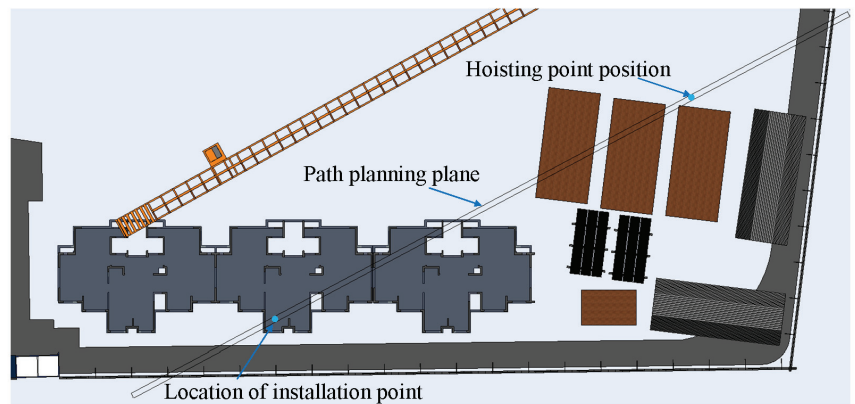 Hoisting point position
Path planning plane
Location of installation point